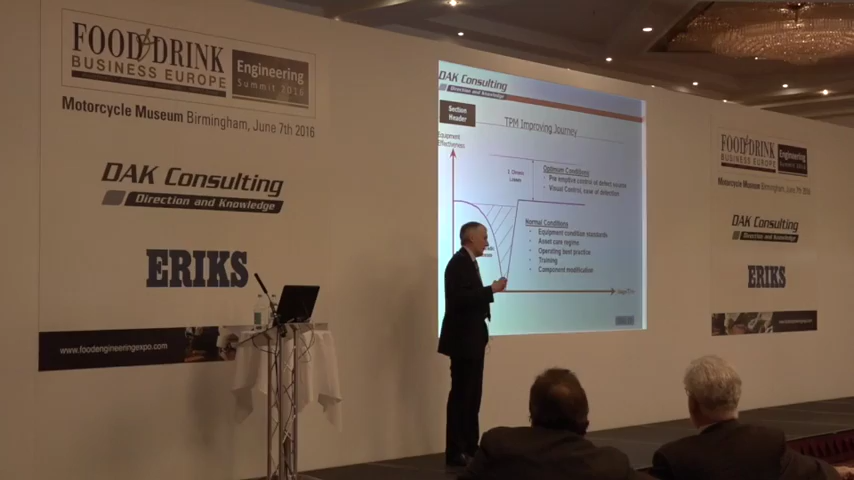 FOOD & DRINK
BUSINESS EUROPE
Engineering
Summit 2016
Motorcycle Museum Birmingham, June 7th 2016
DAK Consulting
Direction and Knowledge
ERIKS
www.foodengineeringexpo.com
DAK Consulting
Direction and Knowledge
Section
Header
TPM Improving Journey
Equipment
Effectiveness
Losses
Optimum Conditions
• Pre emptive control of defect
• Visual Control, ease of detection
Normal Conditions
• Equipment condition standards
• Asset care regime
• Operating best practice
• Training
• Component modification
FOOD & DRINK
BUSINESS EUROPE
Engineering
Motorcycle Museum Birmingham, June 7th 2016
DAK Consulting
Direction and Knowledge
ERIKS